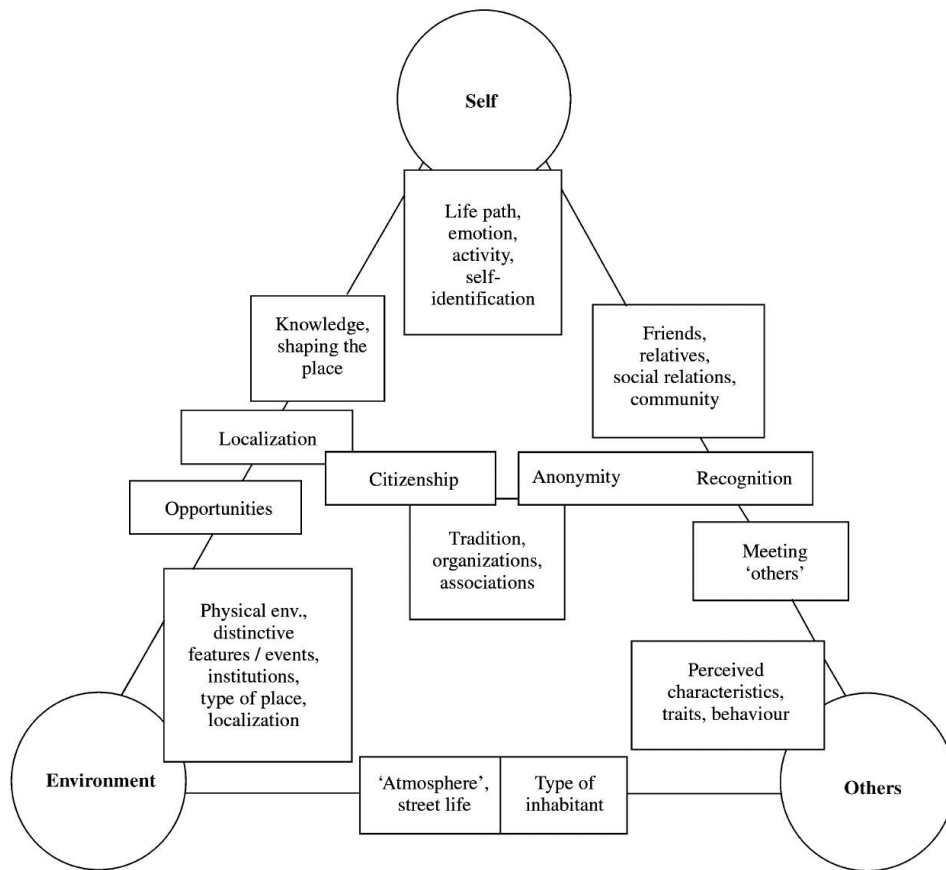 Self
Life path,
emotion,
activity,
self-
identification
Knowledge,
shaping the
place
Friends,
relatives,
social relations,
community
Localization
Citizenship
Anonymity Recognition
Opportunities
Tradition,
organizations,
associations
Meeting
‘others’
Physical env.,
distinctive
features / events,
institutions,
type of place,
localization
Perceived
characteristics,
traits, behaviour
Environment
‘Atmosphere’,
street life
Type of
inhabitant
Others